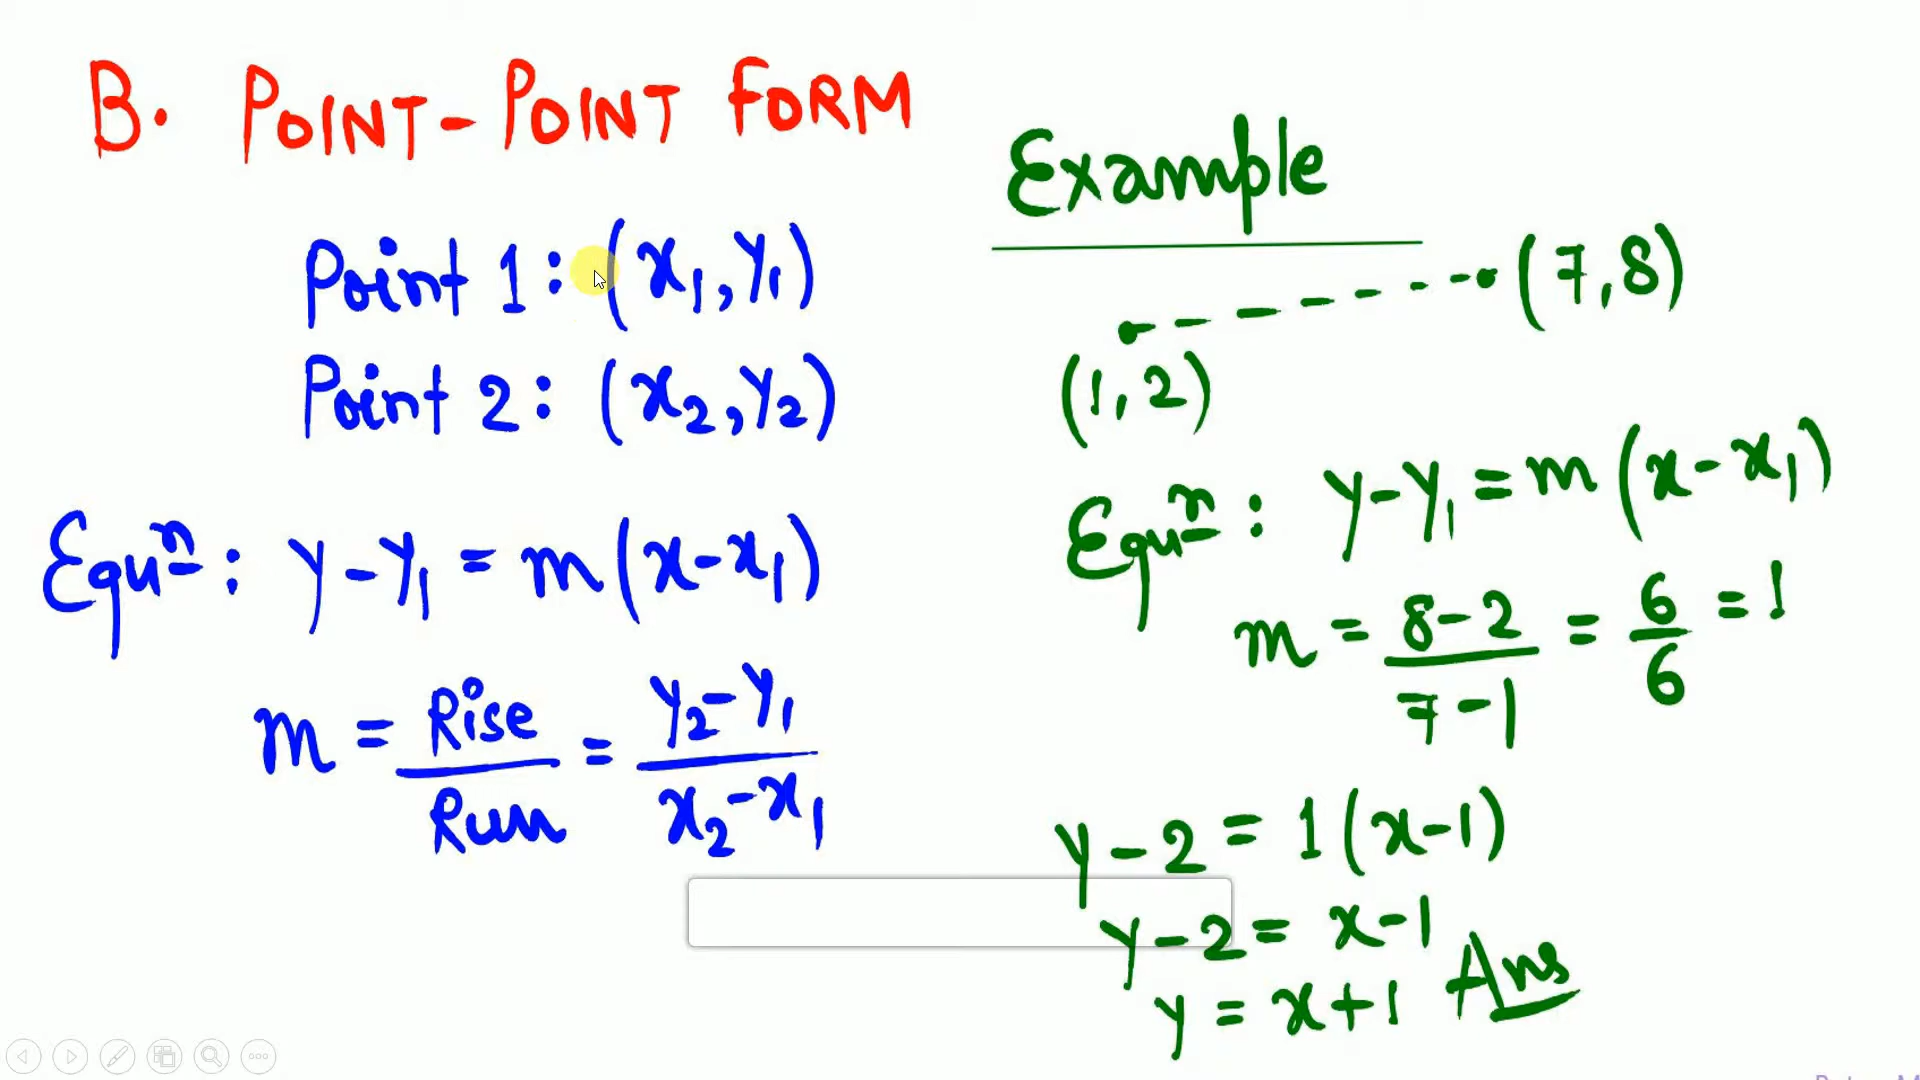 B. POINT-POINT FORM
Point 1: (x₁, y₁)
Point 2: (x₂, y₂)
Equⁿ: y-y₁ = m(x-x₁)
m = Rise/Run = (y₂-y₁)/(x₂-x₁)
Example
(7,8)
(1,2)
Equⁿ: y-y₁ = m(x-x₁)
m = (8-2)/(7-1) = 6/6 = 1
y-2 = 1(x-1)
y-2 = x-1
y = x+1 Ans